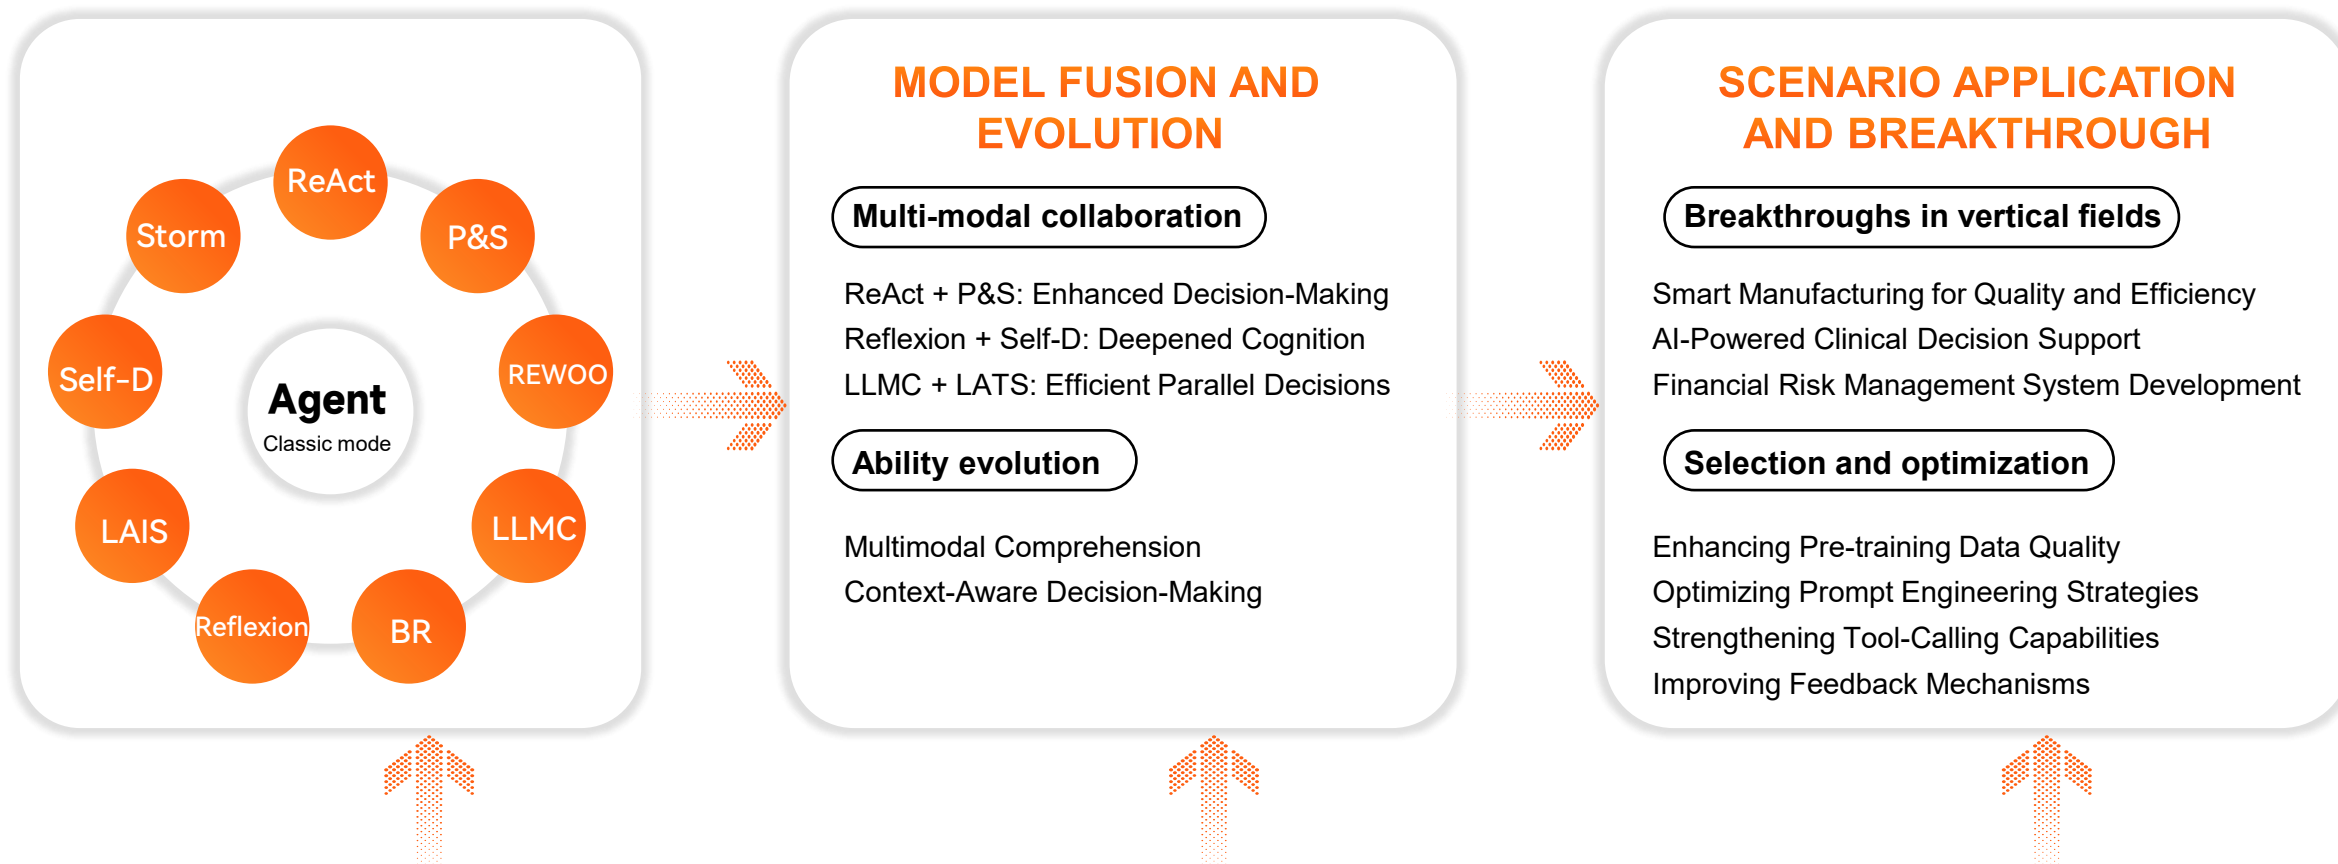 ReAct
Storm
P&S
Self-D
REWOO
Agent
Classic mode
LAIS
LLMC
Reflexion
BR
MODEL FUSION AND
EVOLUTION
Multi-modal collaboration
ReAct + P&S: Enhanced Decision-Making
Reflexion + Self-D: Deepened Cognition
LLMC + LATS: Efficient Parallel Decisions
Ability evolution
Multimodal Comprehension
Context-Aware Decision-Making
SCENARIO APPLICATION
AND BREAKTHROUGH
Breakthroughs in vertical fields
Smart Manufacturing for Quality and Efficiency
AI-Powered Clinical Decision Support
Financial Risk Management System Development
Selection and optimization
Enhancing Pre-training Data Quality
Optimizing Prompt Engineering Strategies
Strengthening Tool-Calling Capabilities
Improving Feedback Mechanisms